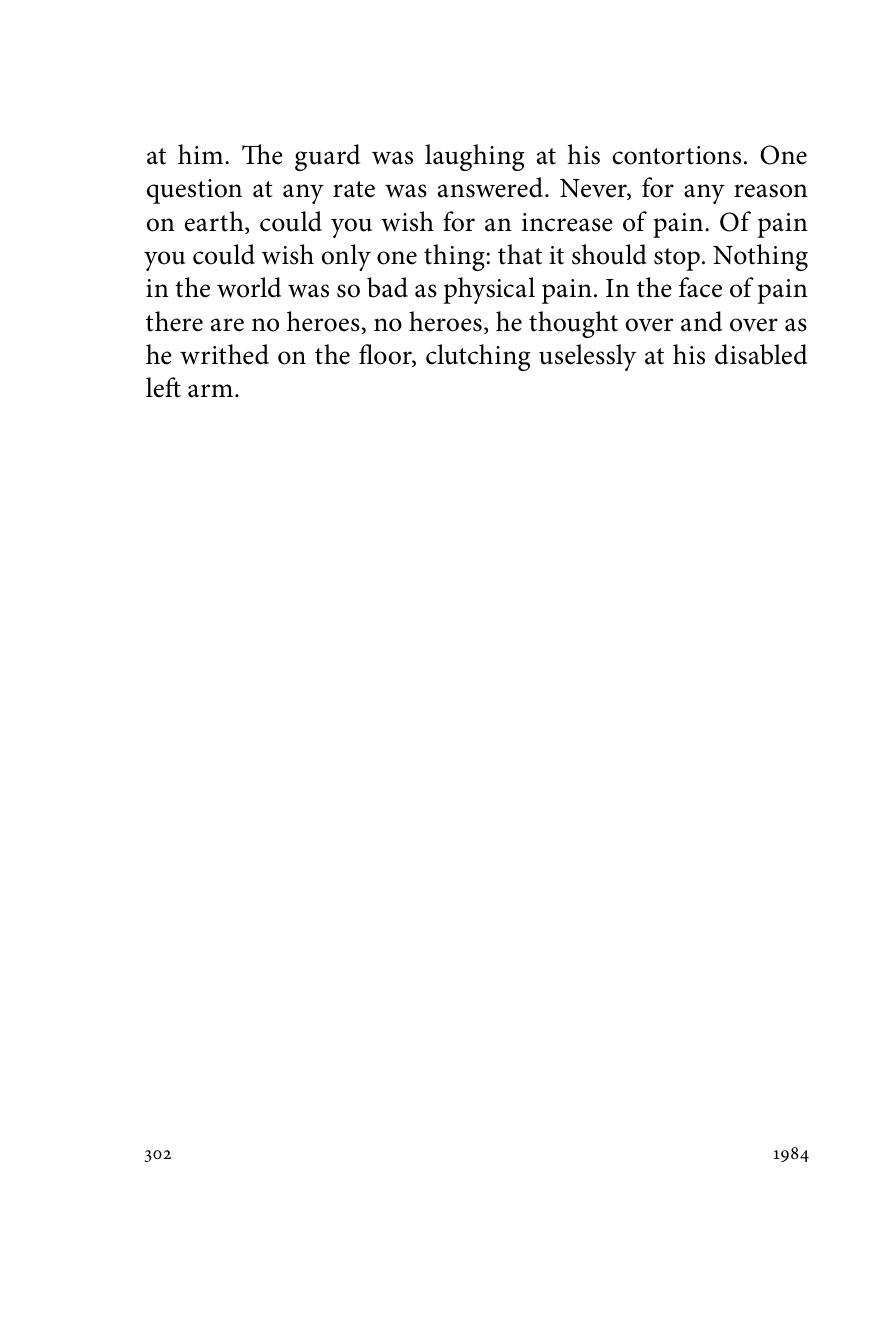 at him. The guard was laughing at his contortions. One
question at any rate was answered. Never, for any reason
on earth, could you wish for an increase of pain. Of pain
you could wish only one thing: that it should stop. Nothing
in the world was so bad as physical pain. In the face of pain
there are no heroes, no heroes, he thought over and over as
he writhed on the floor, clutching uselessly at his disabled
left arm.
302 1984